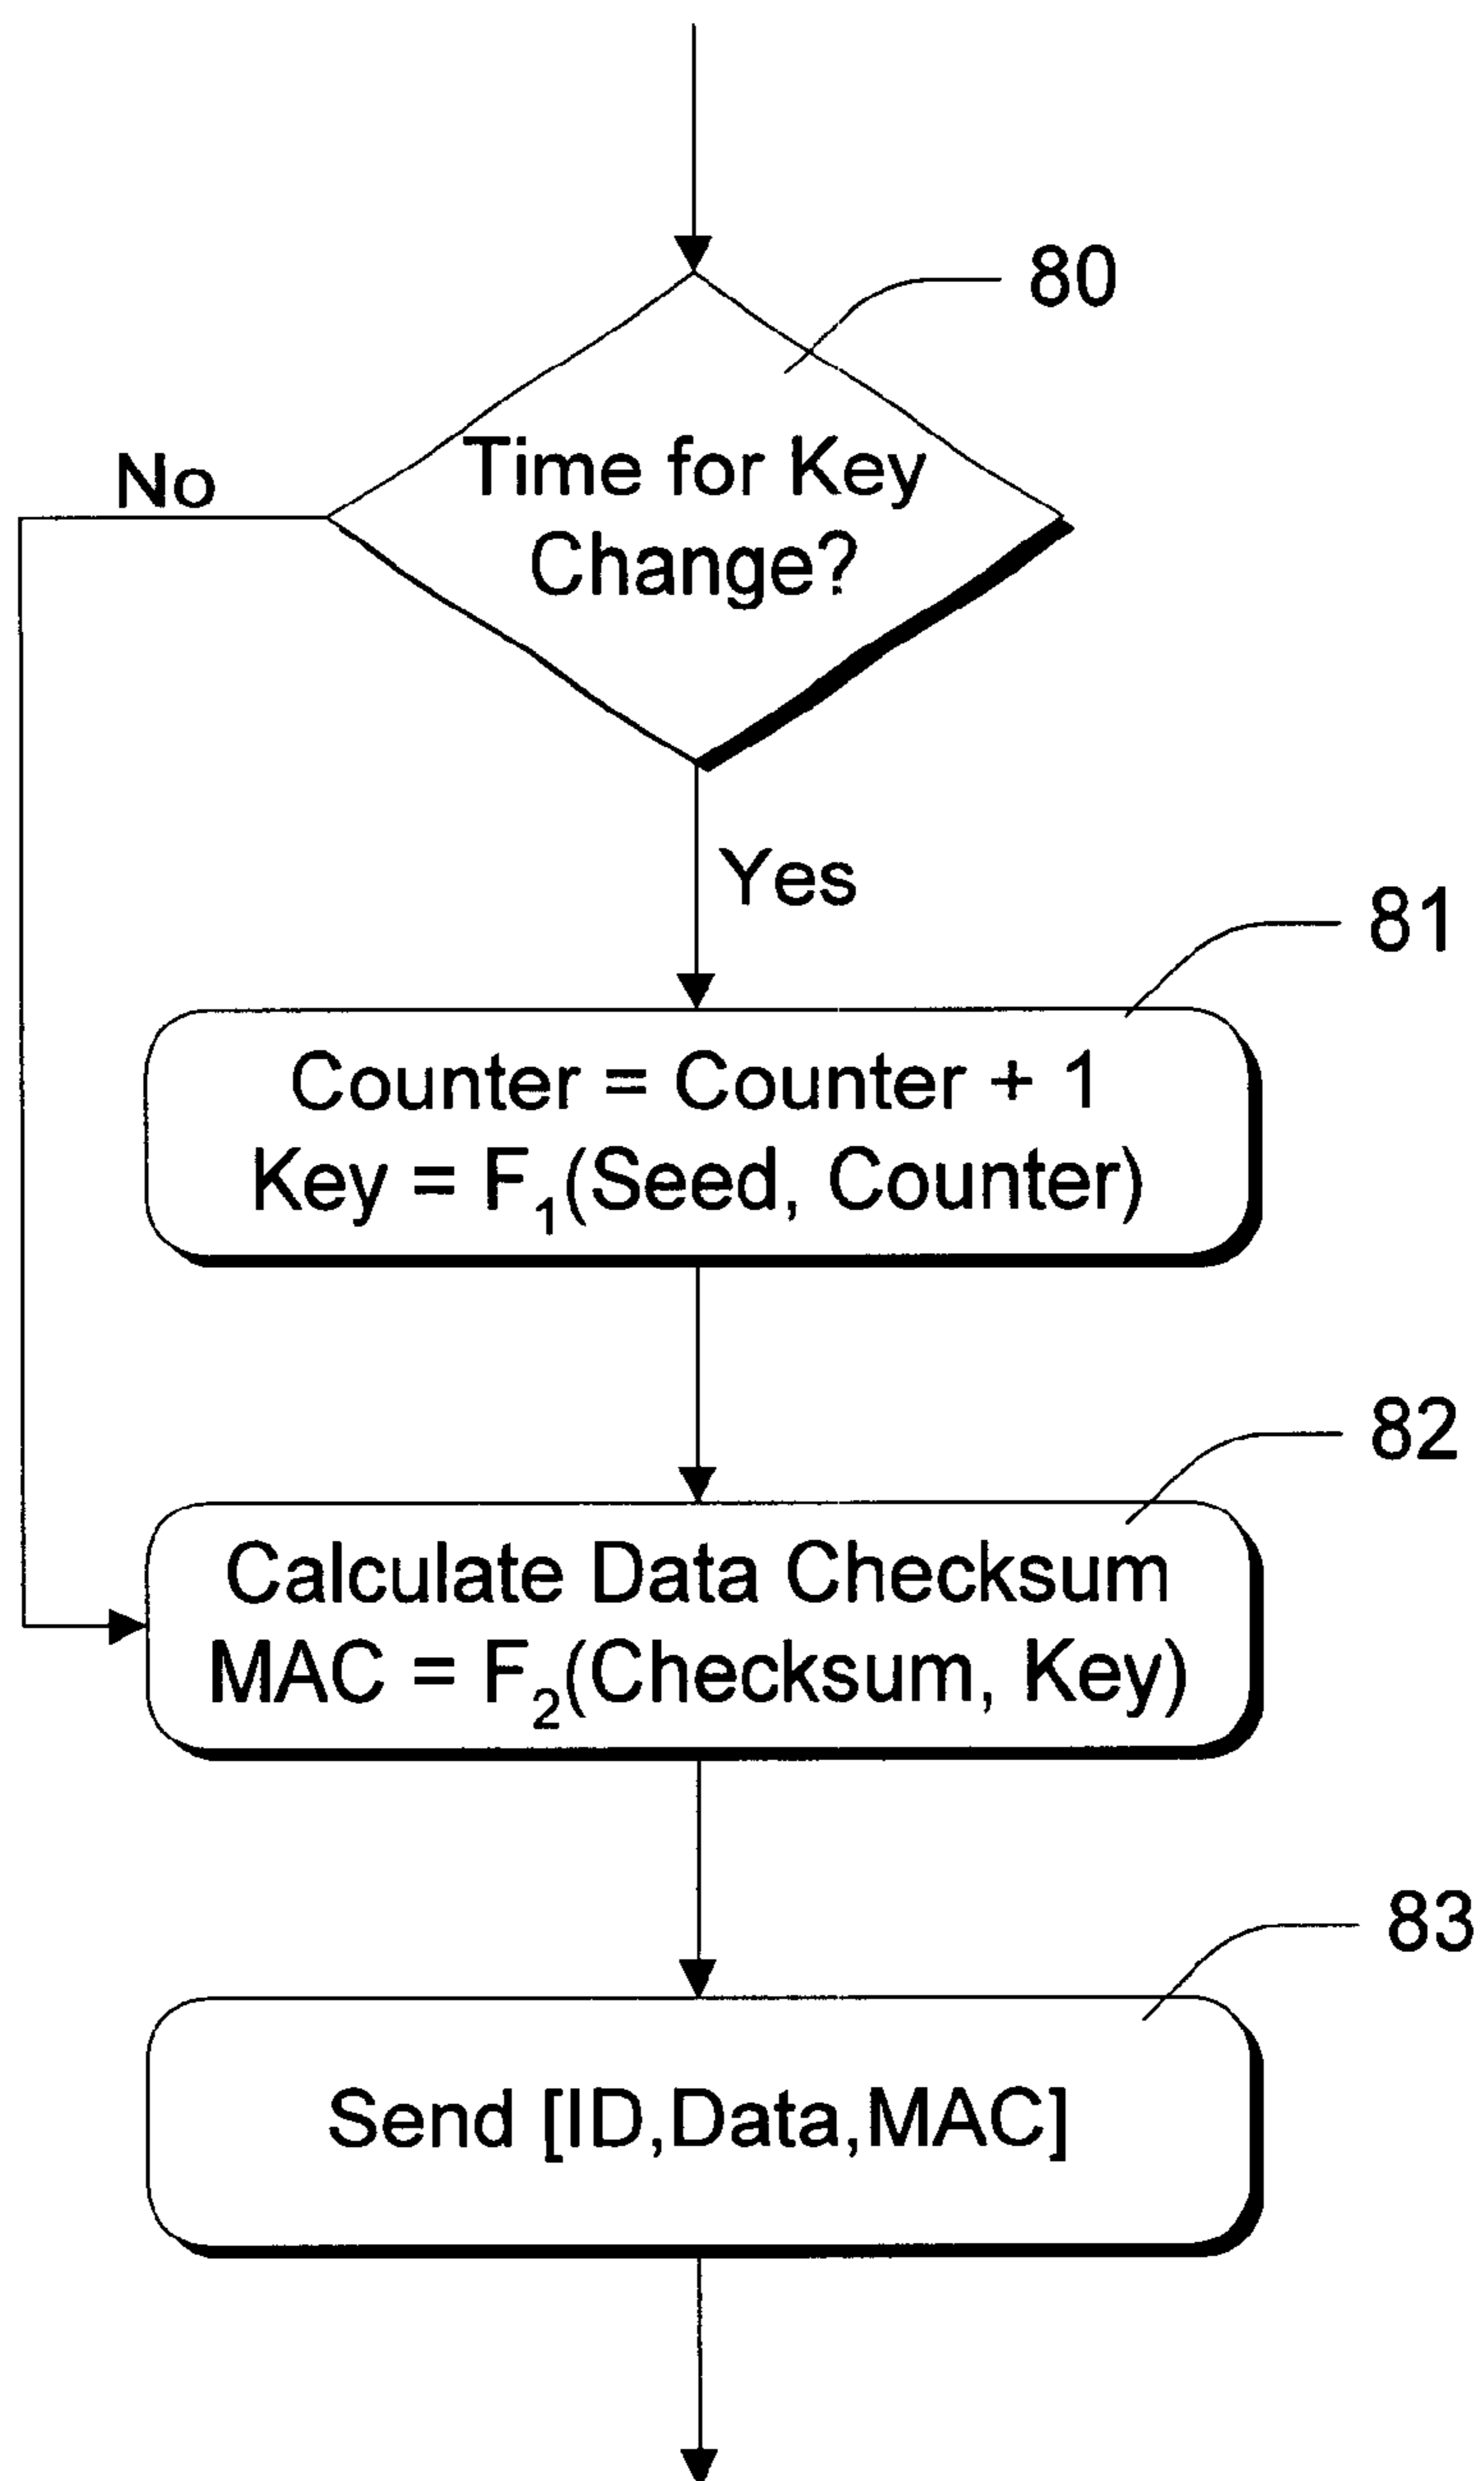 80
Time for Key
Change?
No
Yes
81
Counter = Counter + 1
Key = F₁(Seed, Counter)
82
Calculate Data Checksum
MAC = F₂(Checksum, Key)
83
Send [ID,Data,MAC]